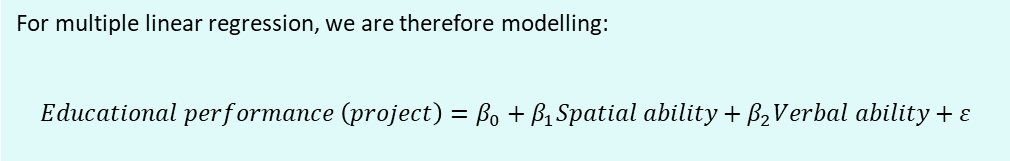 For multiple linear regression, we are therefore modelling:
Educational performance (project) = β₀ + β₁Spatial ability + β₂Verbal ability + ε